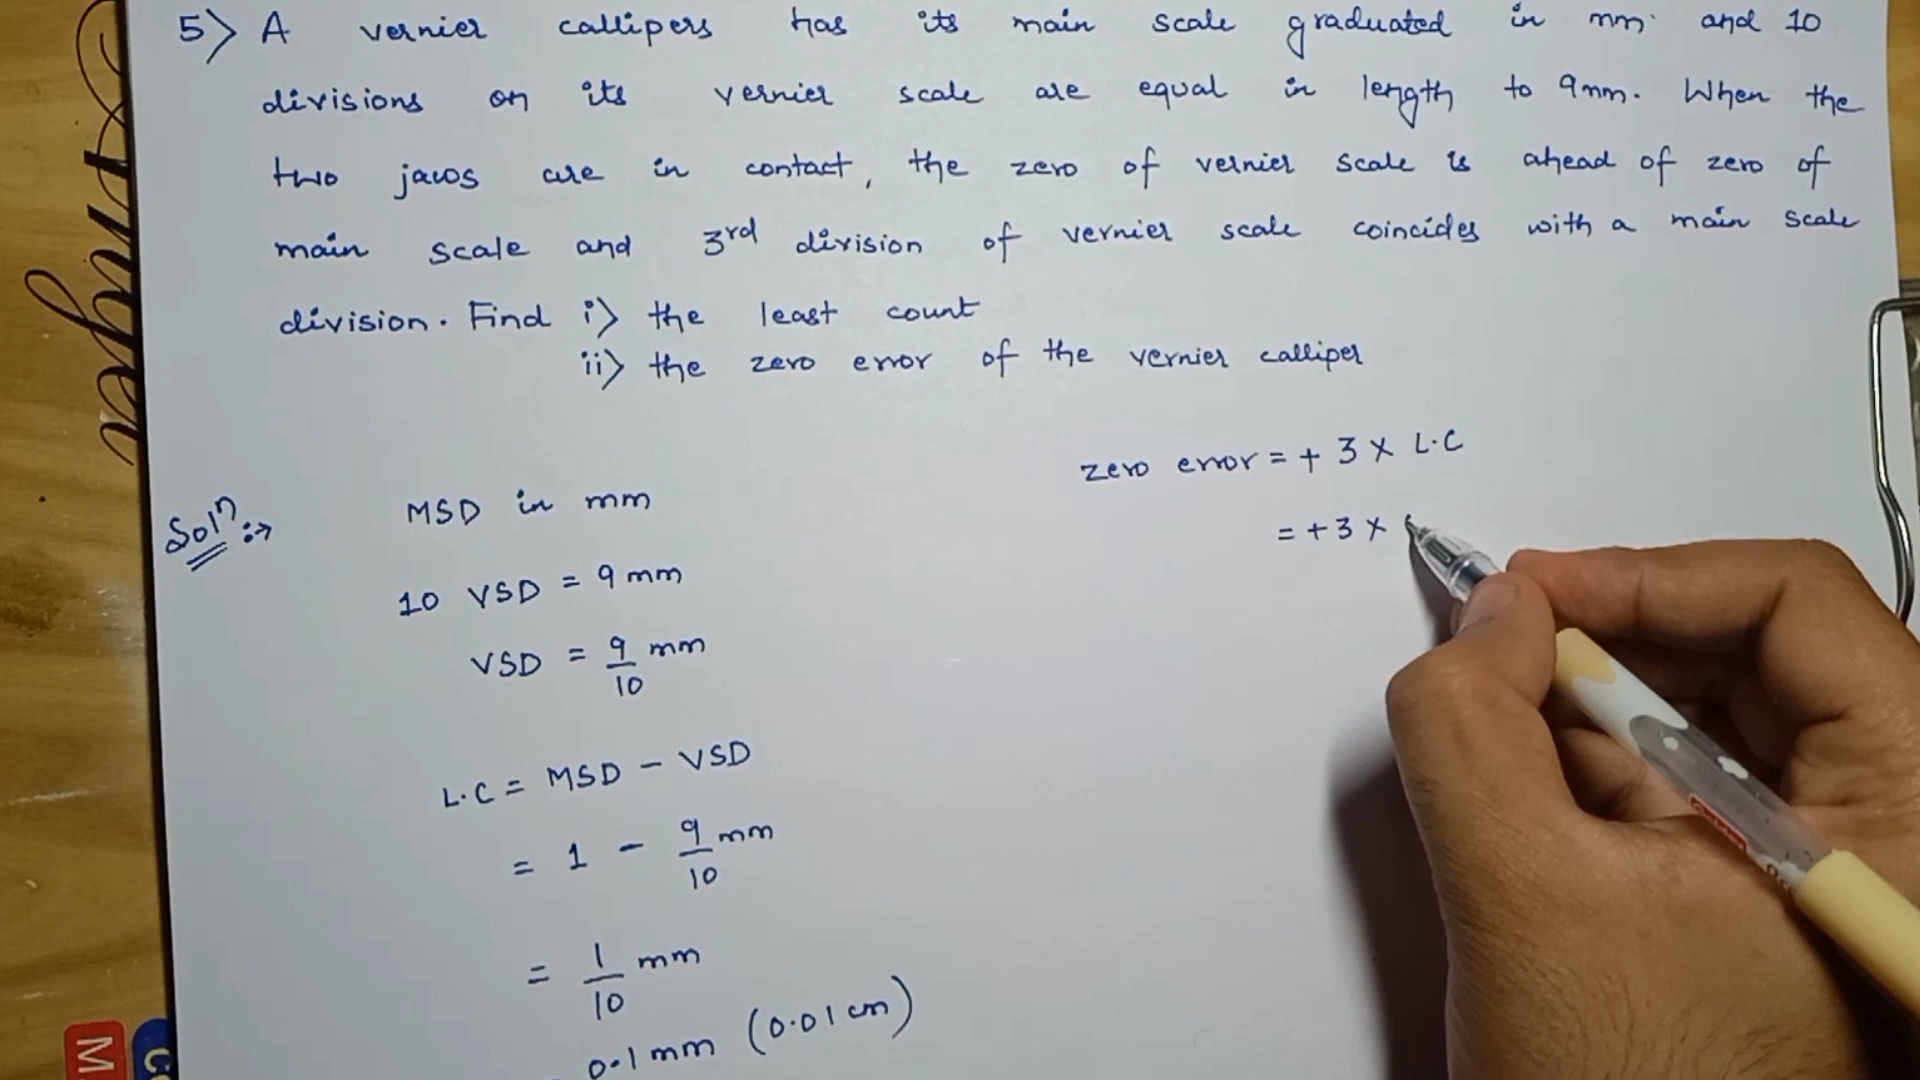 5) A vernier callipers has its main scale graduated in mm. and 10
divisions on its vernier scale are equal in length to 9mm. When the
two jaws are in contact, the zero of vernier scale is ahead of zero of
main scale and 3rd division of vernier scale coincides with a main scale
division. Find i) the least count
ii) the zero error of the vernier calliper
Soln :→
MSD in mm
10 VSD = 9 mm
VSD = 9/10 mm
L.C = MSD - VSD
= 1 - 9/10 mm
= 1/10 mm
0.1 mm (0.01 cm)
zero error = + 3 × L.C
= + 3 ×